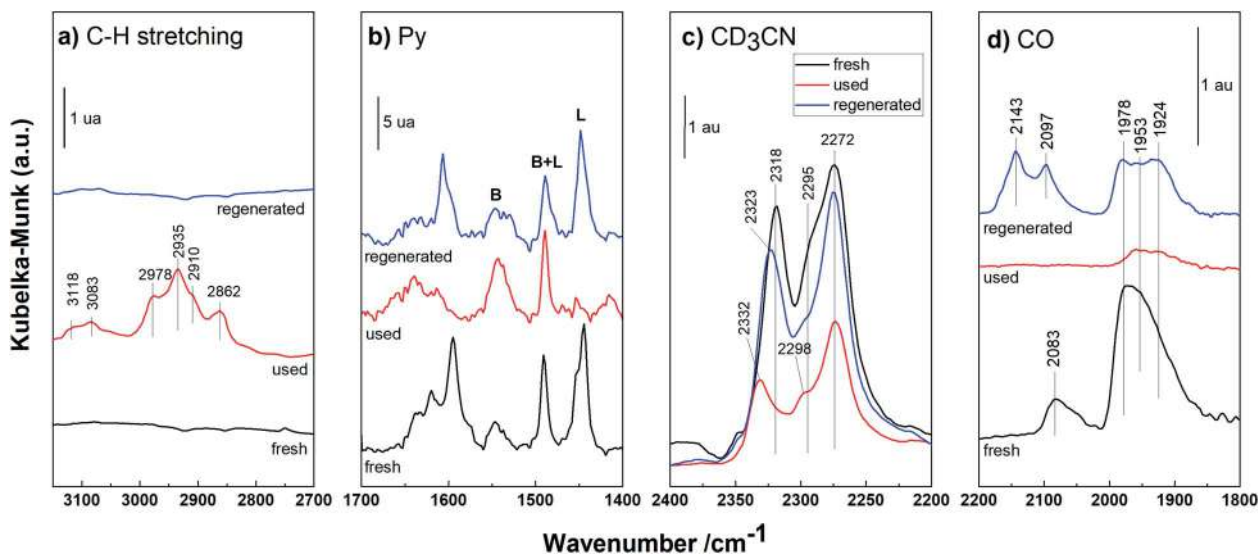 a) C-H stretching
1 ua
regenerated
3118
3083
2978
2935
2910
2862
used
fresh
3100 3000 2900 2800 2700
b) Py
5 ua
L
B+L
B
regenerated
used
fresh
1700 1600 1500 1400
c) CD3CN
fresh
used
regenerated
1 au
2272
2318
2295
2323
2332
2298
2400 2350 2300 2250 2200
d) CO
1 au
2143
2097
1978
1953
1924
regenerated
used
2083
fresh
2200 2100 2000 1900 1800
Kubelka-Munk (a.u.)
Wavenumber /cm-1